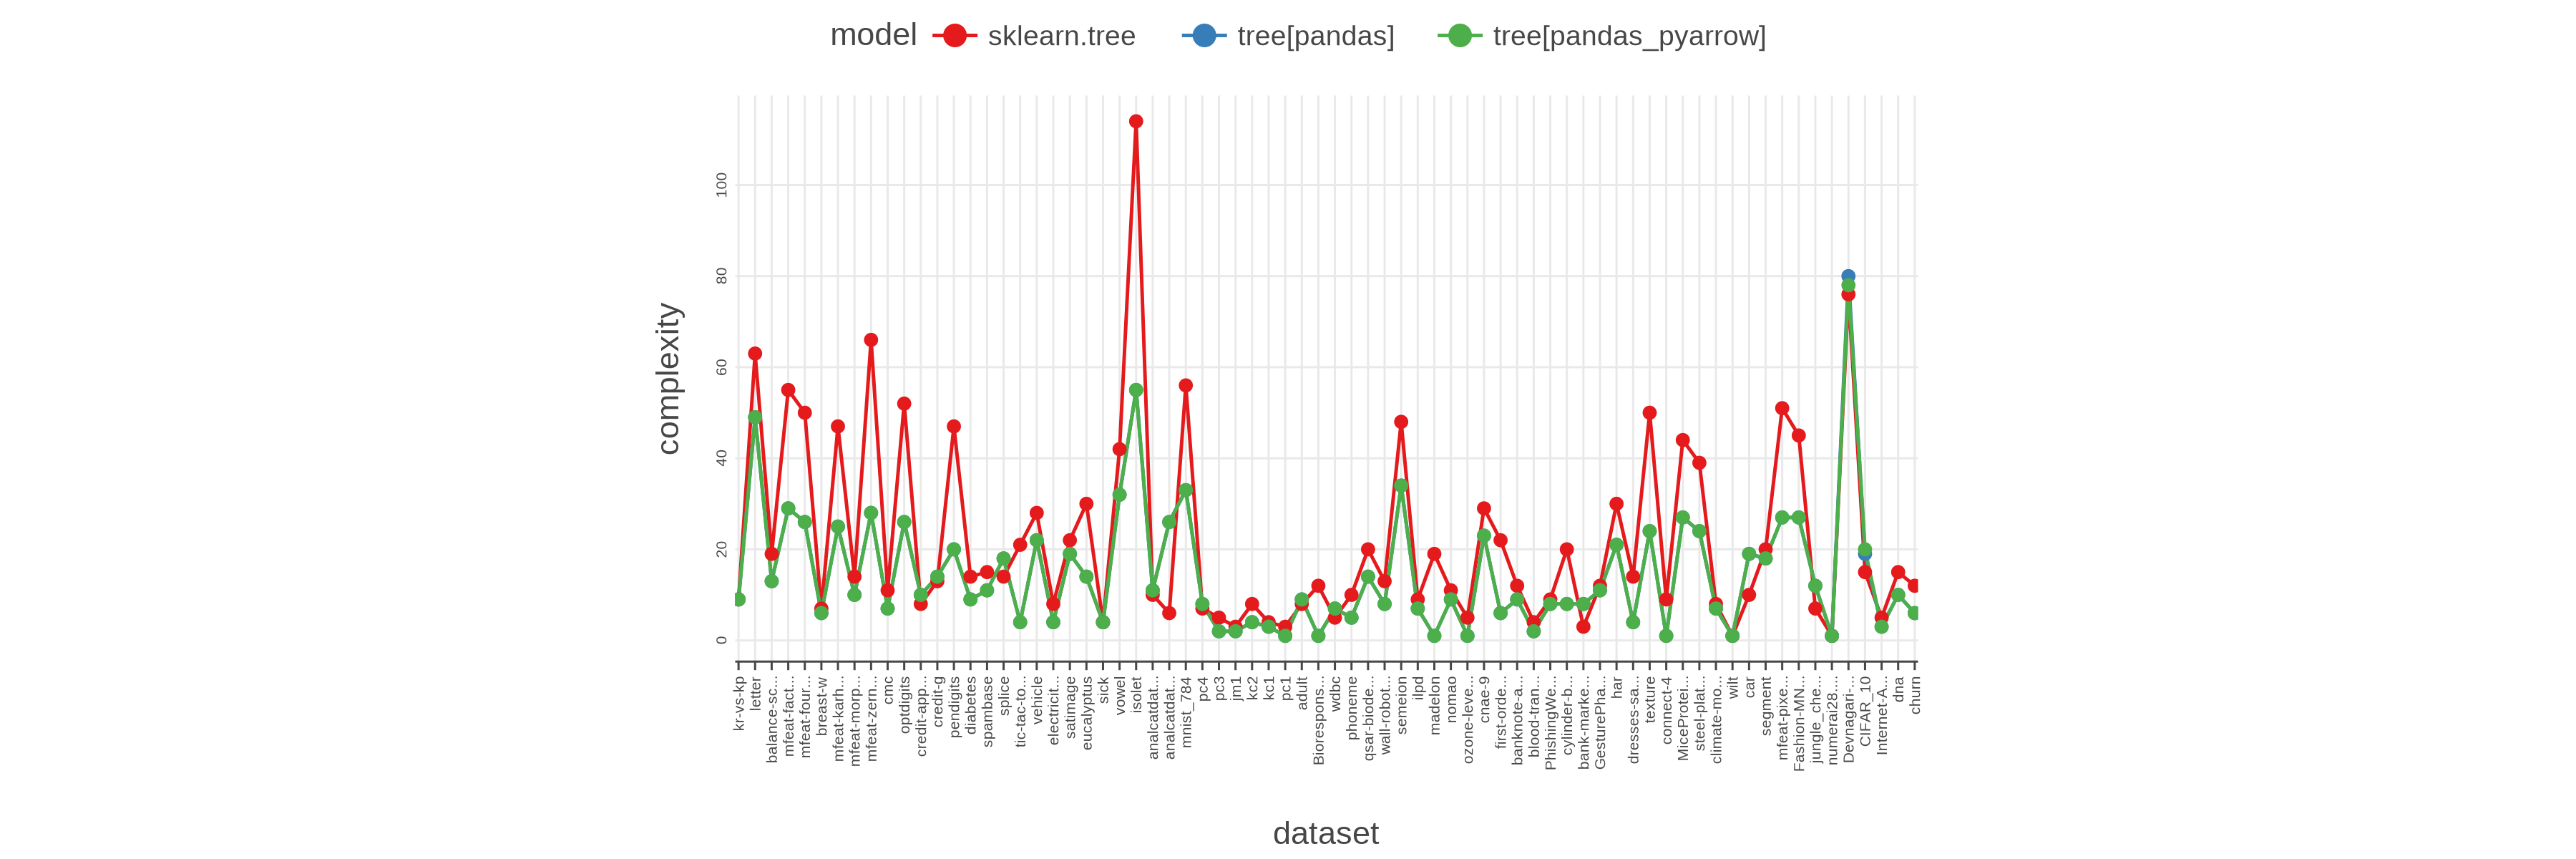 model sklearn.tree tree[pandas] tree[pandas_pyarrow]
complexity
100
80
60
40
20
0
kr-vs-kp
letter
balance-sc...
mfeat-fact...
mfeat-four...
breast-w
mfeat-karh...
mfeat-morp...
mfeat-zern...
cmc
optdigits
credit-app...
credit-g
pendigits
diabetes
spambase
splice
tic-tac-to...
vehicle
electricit...
satimage
eucalyptus
sick
vowel
isolet
analcatdat...
analcatdat...
mnist_784
pc4
pc3
jm1
kc2
kc1
pc1
adult
Biorespons...
wdbc
phoneme
qsar-biode...
wall-robot...
semeion
ilpd
madelon
nomao
ozone-leve...
cnae-9
first-orde...
banknote-a...
blood-tran...
PhishingWe...
cylinder-b...
bank-marke...
GesturePha...
har
dresses-sa...
texture
connect-4
MiceProtei...
steel-plat...
climate-mo...
wilt
car
segment
mfeat-pixe...
Fashion-MN...
jungle_che...
numerai28....
Devnagari-...
CIFAR_10
Internet-A...
dna
churn
dataset